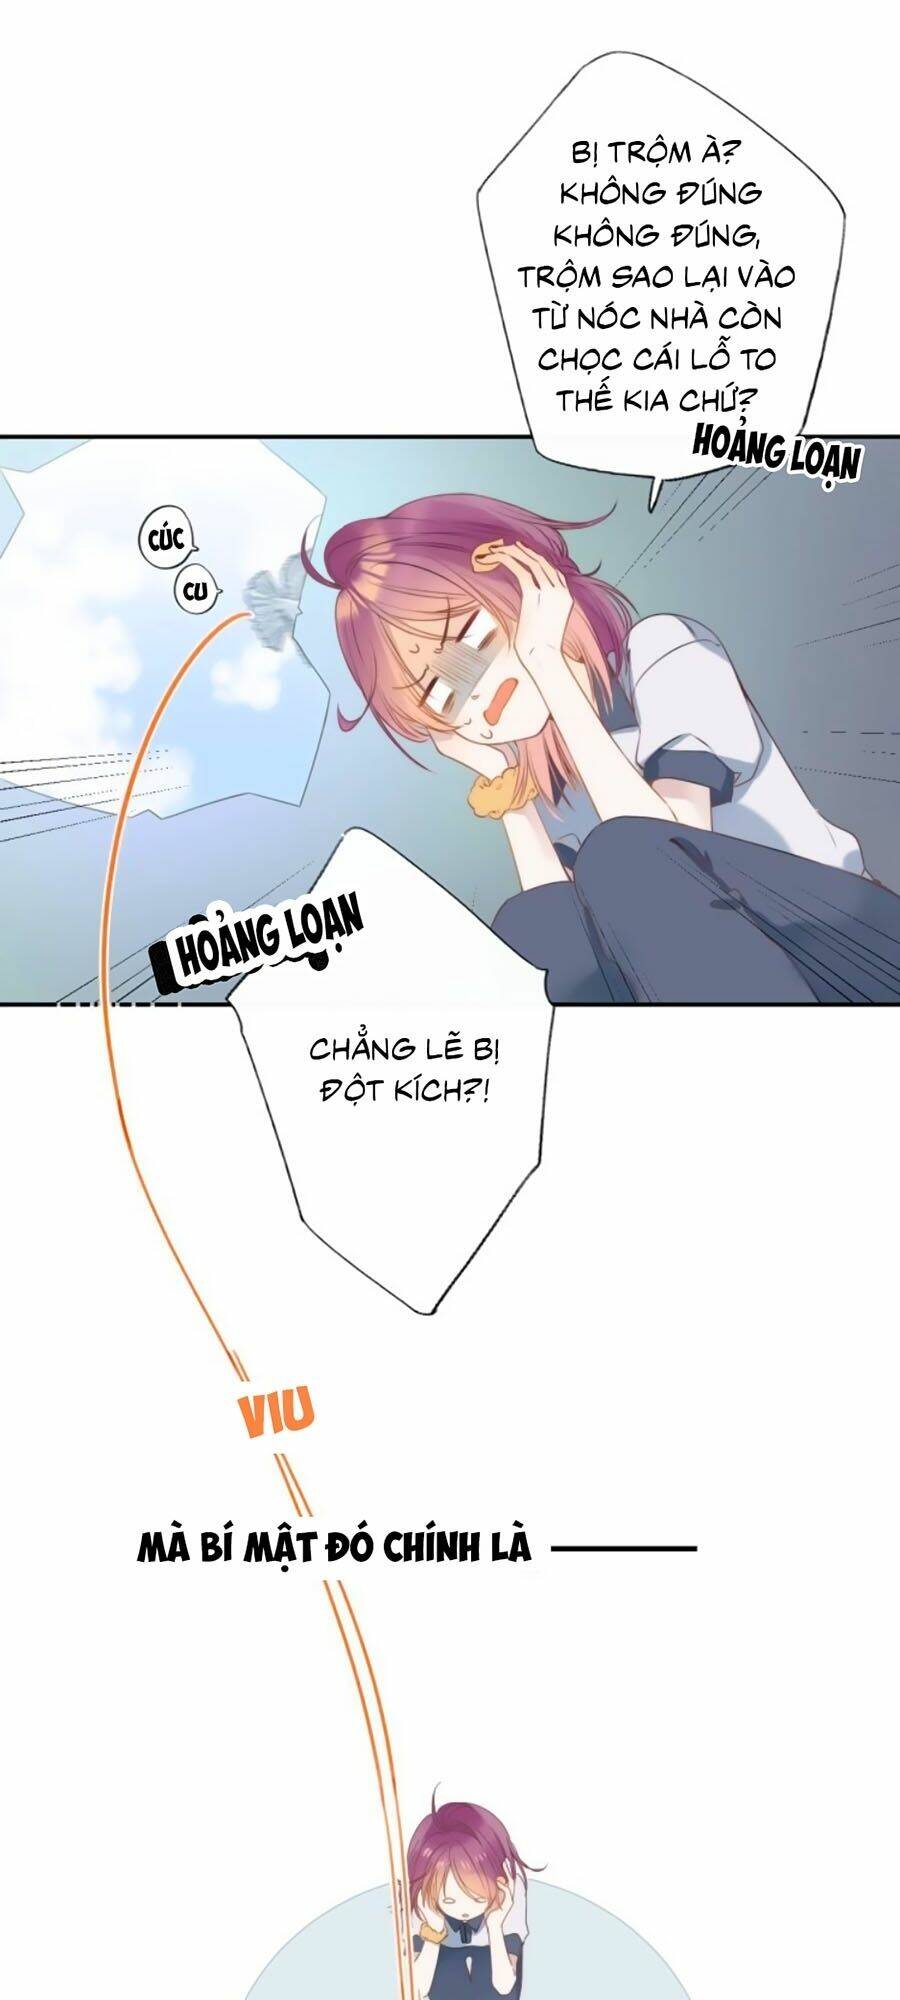 BỊ TRỘM À?
KHÔNG ĐÚNG
KHÔNG ĐÚNG,
TRỘM SAO LẠI VÀO
TỪ NÓC NHÀ CÒN
CHỌC CÁI LỖ TO
THẾ KIA CHỨ?
HOẢNG LOẠN
CÚC
CU
HOẢNG LOẠN
CHẲNG LẼ BỊ
ĐỘT KÍCH?!
VIU
MÀ BÍ MẬT ĐÓ CHÍNH LÀ ——